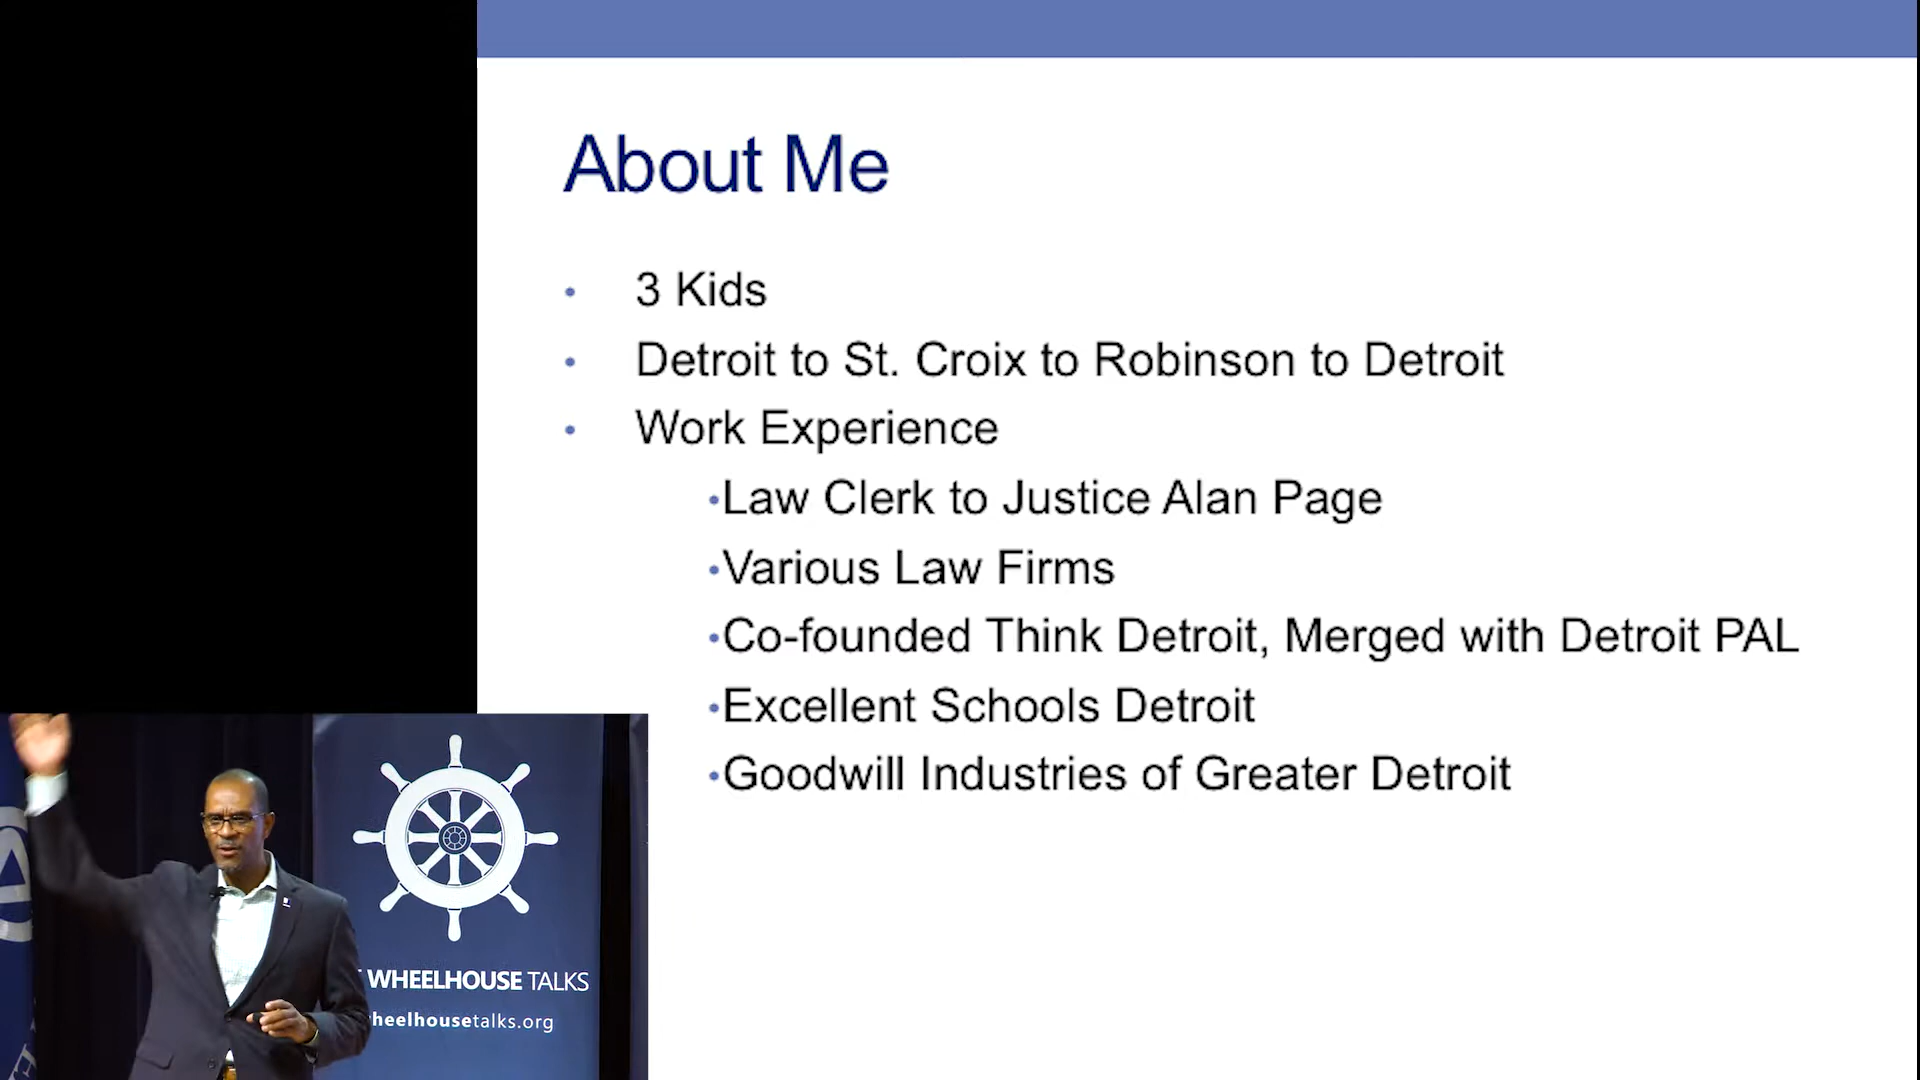 About Me
• 3 Kids
• Detroit to St. Croix to Robinson to Detroit
• Work Experience
•Law Clerk to Justice Alan Page
•Various Law Firms
•Co-founded Think Detroit, Merged with Detroit PAL
•Excellent Schools Detroit
•Goodwill Industries of Greater Detroit
WHEELHOUSE TALKS
heelhousetalks.org